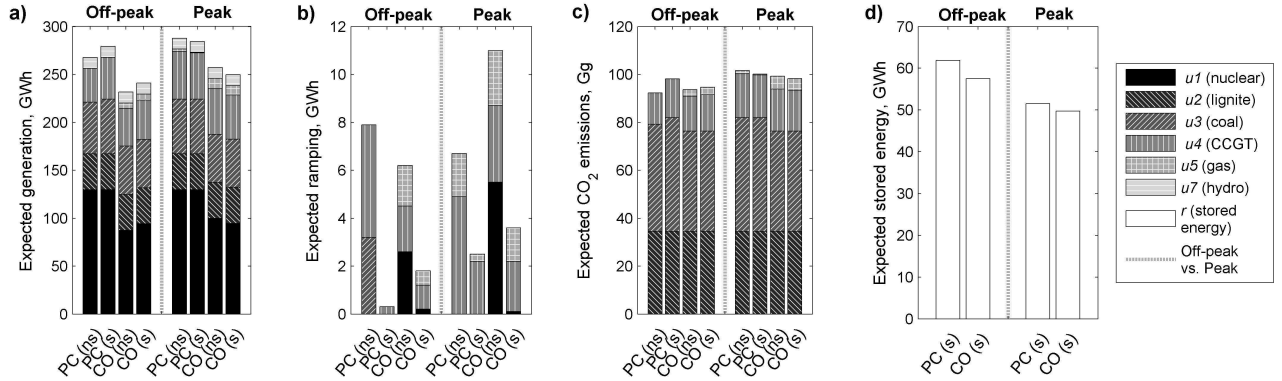 a)
Off-peak Peak
Expected generation, GWh
300
250
200
150
100
50
0
PC (ns)
PC (s)
CO (ns)
CO (s)
PC (ns)
PC (s)
CO (ns)
CO (s)
b)
Off-peak Peak
Expected ramping, GWh
12
10
8
6
4
2
0
PC (ns)
PC (s)
CO (ns)
CO (s)
PC (ns)
PC (s)
CO (ns)
CO (s)
c)
Off-peak Peak
Expected CO2 emissions, Gg
120
100
80
60
40
20
0
PC (ns)
PC (s)
CO (ns)
CO (s)
PC (ns)
PC (s)
CO (ns)
CO (s)
d)
Off-peak Peak
Expected stored energy, GWh
70
60
50
40
30
20
10
0
PC (s)
CO (s)
PC (s)
CO (s)
u1 (nuclear)
u2 (lignite)
u3 (coal)
u4 (CCGT)
u5 (gas)
u7 (hydro)
r (stored
energy)
Off-peak
vs. Peak